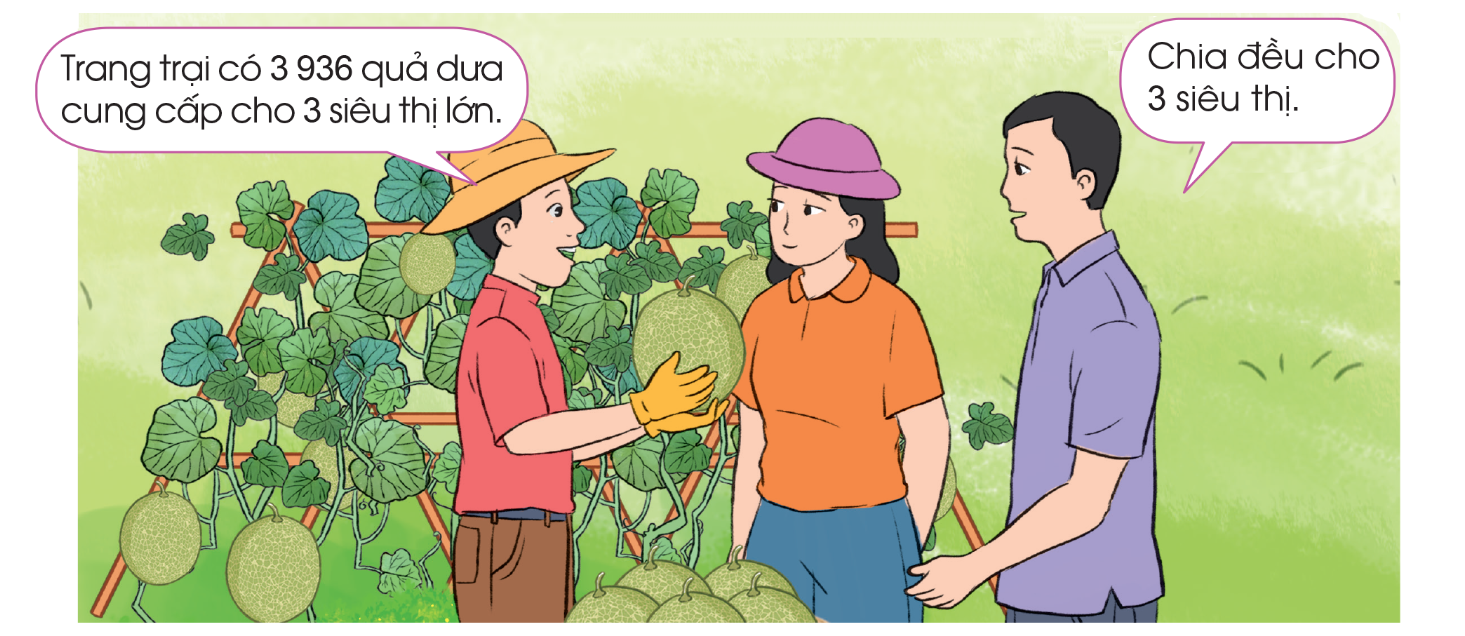 Trang trại có 3 936 quả dưa
cung cấp cho 3 siêu thị lớn.
Chia đều cho
3 siêu thị.